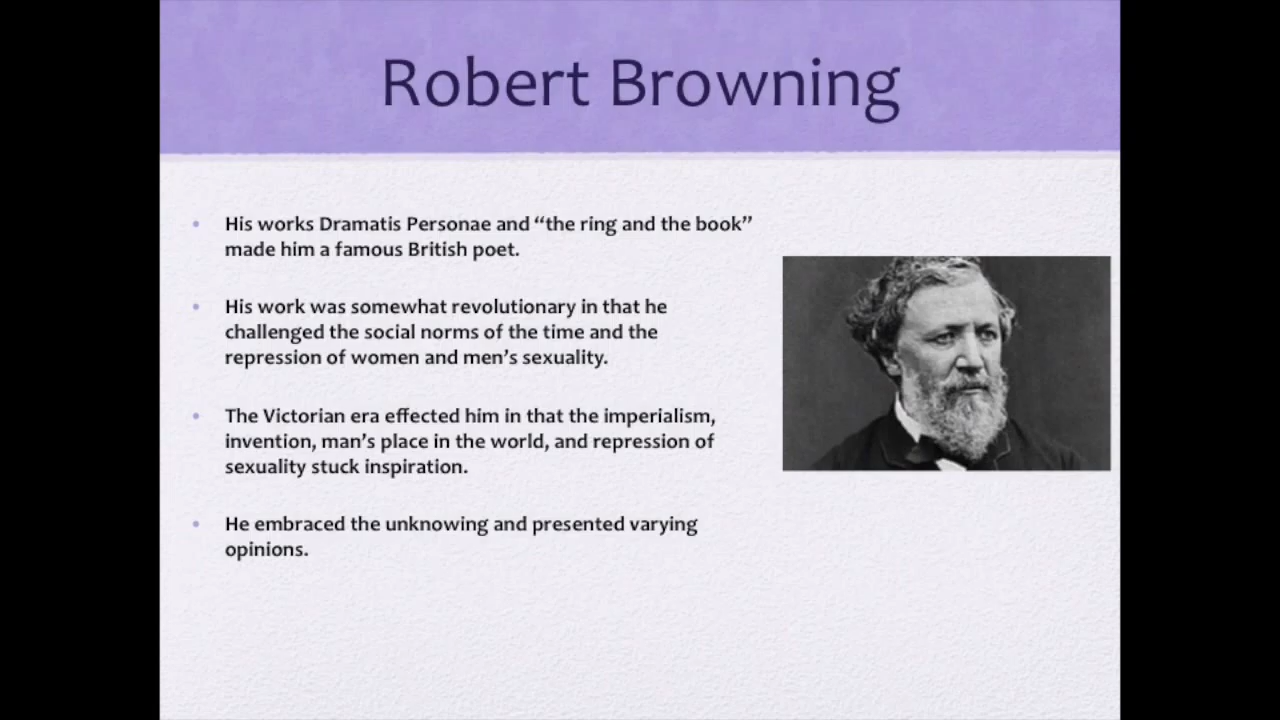 Robert Browning
• His works Dramatis Personae and “the ring and the book”
made him a famous British poet.
• His work was somewhat revolutionary in that he
challenged the social norms of the time and the
repression of women and men’s sexuality.
• The Victorian era effected him in that the imperialism,
invention, man’s place in the world, and repression of
sexuality stuck inspiration.
• He embraced the unknowing and presented varying
opinions.